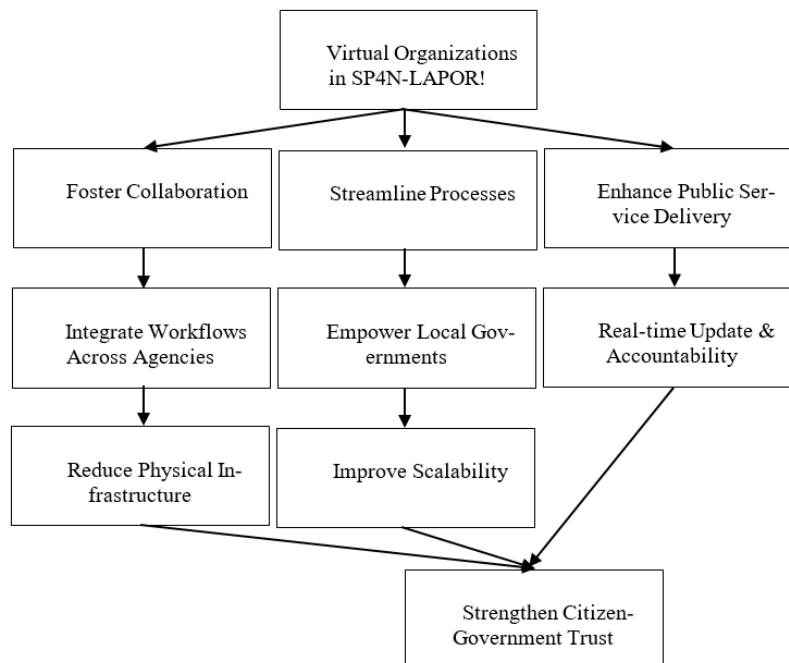 Virtual Organizations
in SP4N-LAPOR!
Foster Collaboration
Streamline Processes
Enhance Public Ser-
vice Delivery
Integrate Workflows
Across Agencies
Empower Local Gov-
ernments
Real-time Update &
Accountability
Reduce Physical In-
frastructure
Improve Scalability
Strengthen Citizen-
Government Trust